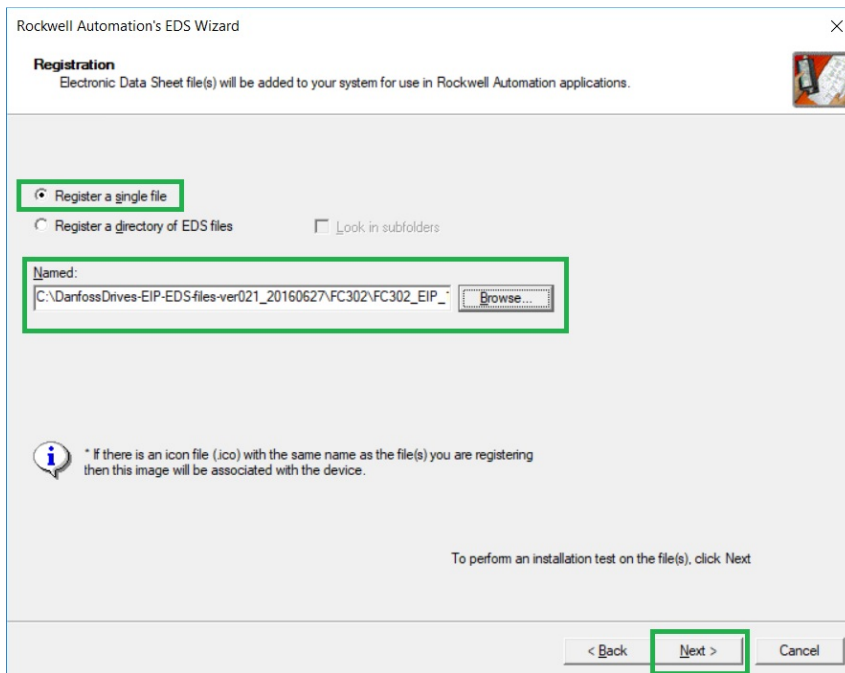 Rockwell Automation's EDS Wizard
Registration
Electronic Data Sheet file(s) will be added to your system for use in Rockwell Automation applications.
Register a single file
Register a directory of EDS files
Look in subfolders
Named:
C:\DanfossDrives-EIP-EDS-files-ver021_20160627\FC302\FC302_EIP_
Browse...
* If there is an icon file (.ico) with the same name as the file(s) you are registering
then this image will be associated with the device.
To perform an installation test on the file(s), click Next
< Back
Next >
Cancel